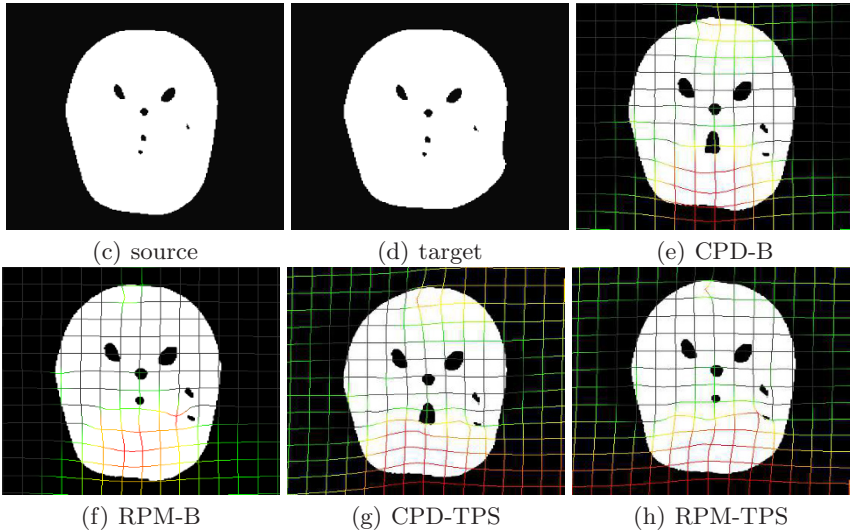 (c) source
(d) target
(e) CPD-B
(f) RPM-B
(g) CPD-TPS
(h) RPM-TPS